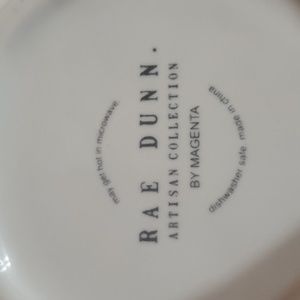 RAE DUNN.
ARTISAN COLLECTION
BY MAGENTA
may get hot in microwave.
dishwasher safe made in china